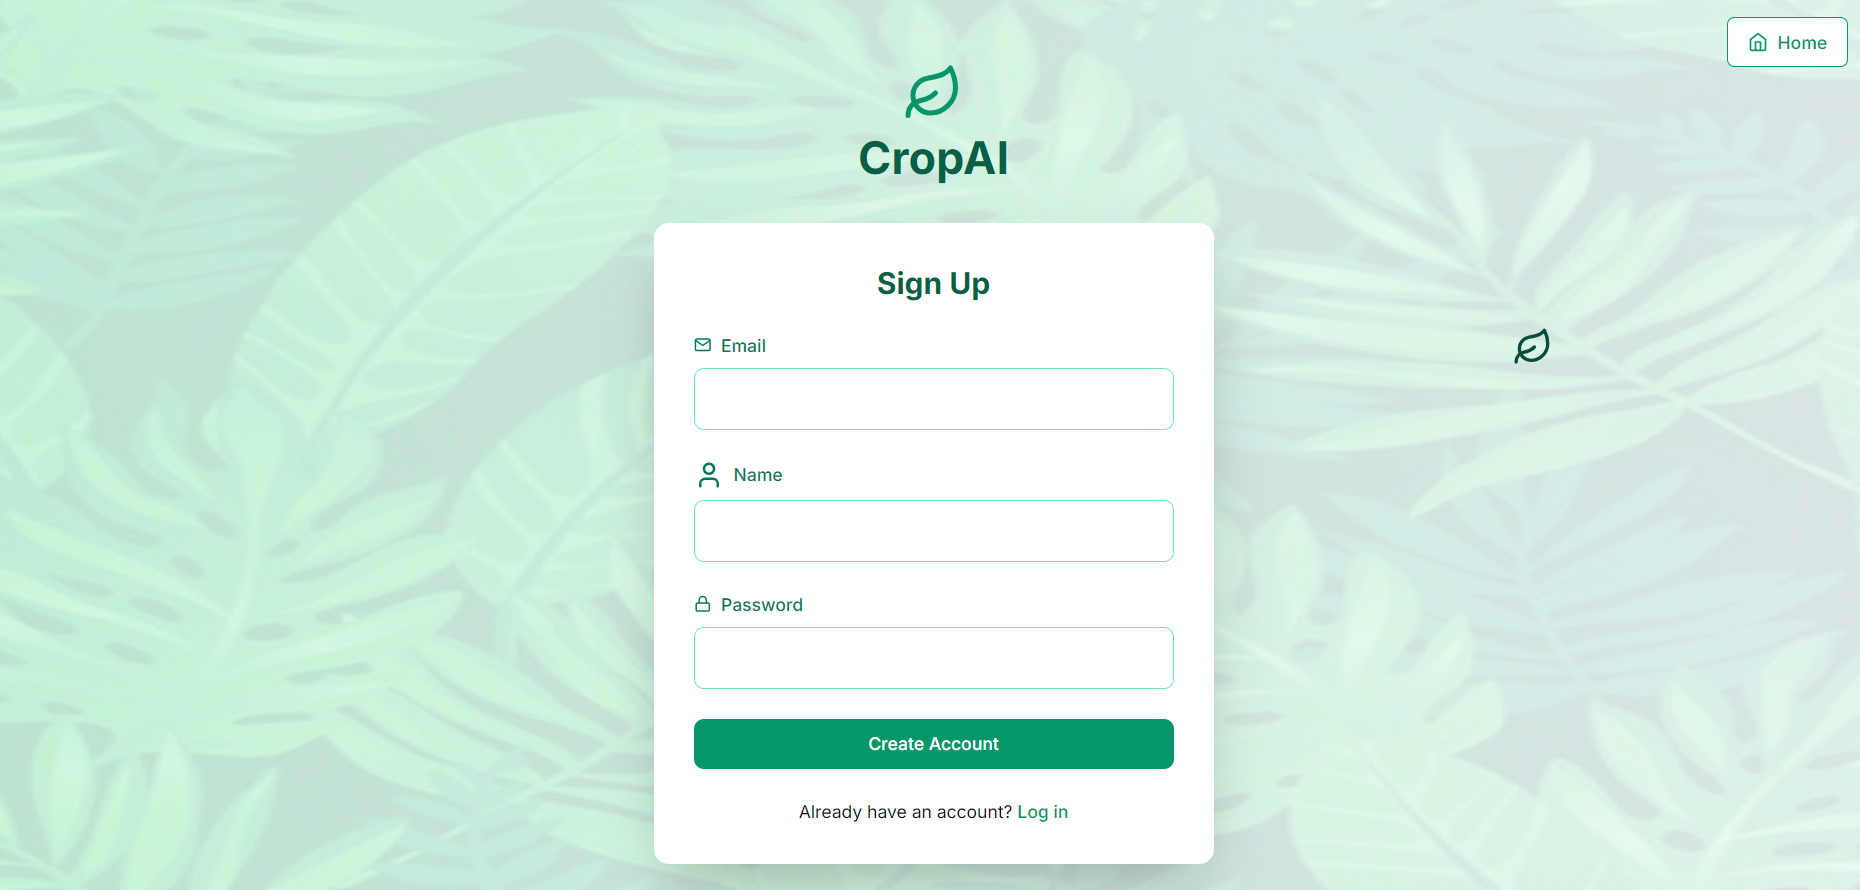 Home
CropAI
Sign Up
Email
Name
Password
Create Account
Already have an account? Log in